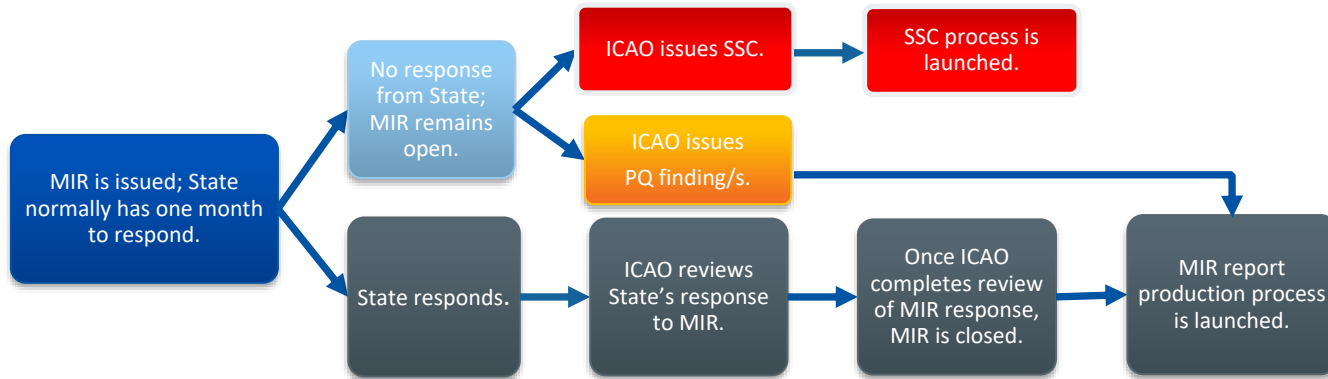 MIR is issued; State
normally has one month
to respond.
No response
from State;
MIR remains
open.
ICAO issues SSC.
SSC process is
launched.
ICAO issues
PQ finding/s.
State responds.
ICAO reviews
State’s response
to MIR.
Once ICAO
completes review
of MIR response,
MIR is closed.
MIR report
production process
is launched.